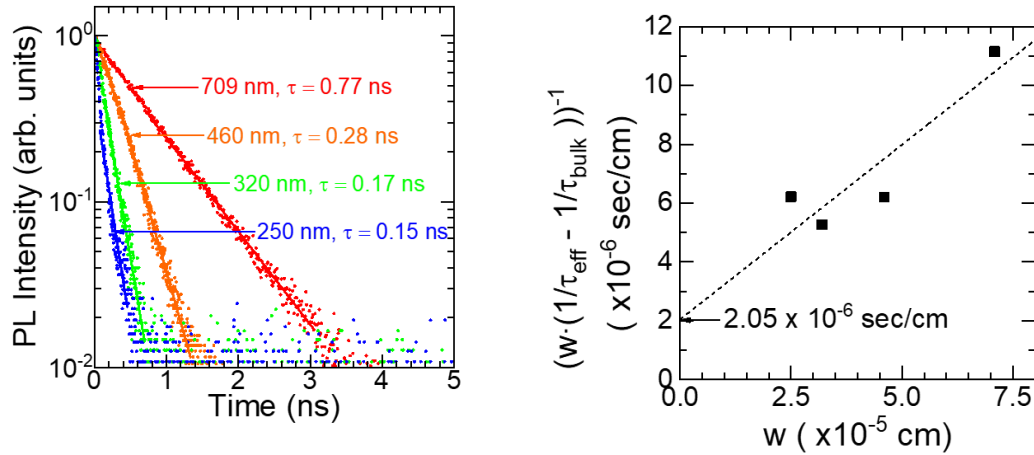 PL Intensity (arb. units)
10⁰
10⁻¹
10⁻²
709 nm, τ = 0.77 ns
460 nm, τ = 0.28 ns
320 nm, τ = 0.17 ns
250 nm, τ = 0.15 ns
0 1 2 3 4 5
Time (ns)
(w·(1/τeff - 1/τbulk ))⁻¹
( x10⁻⁶ sec/cm)
12
10
8
6
4
2
0
2.05 x 10⁻⁶ sec/cm
0.0 2.5 5.0 7.5
w ( x10⁻⁵ cm)